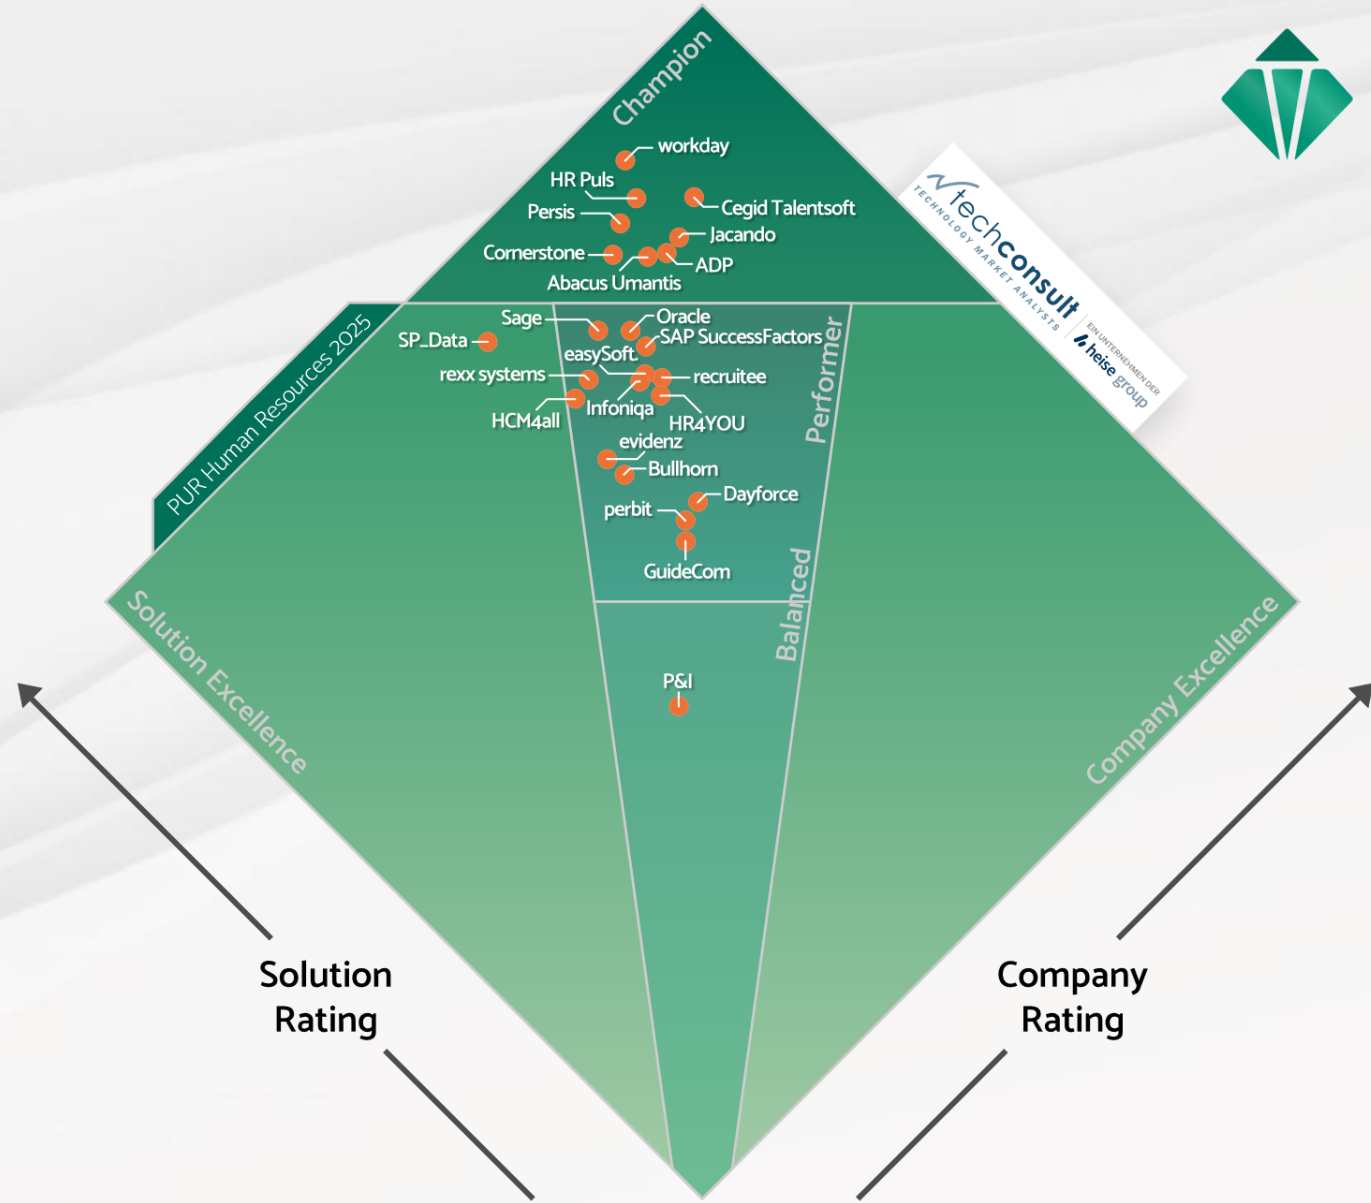 Champion
workday
HR Puls
Persis
Cegid Talentsoft
Jacando
Cornerstone
ADP
Abacus Umantis
techconsult
TECHNOLOGY MARKET ANALYSTS
EIN UNTERNEHMEN DER
heise group
PUR Human Resources 2025
Sage
Oracle
SP_Data
SAP SuccessFactors
easySoft.
rexx systems
recruitee
Infoniqa
HCM4all
HR4YOU
Performer
evidenz
Bullhorn
Dayforce
perbit
GuideCom
Balanced
Solution Excellence
Company Excellence
P&I
Solution
Rating
Company
Rating